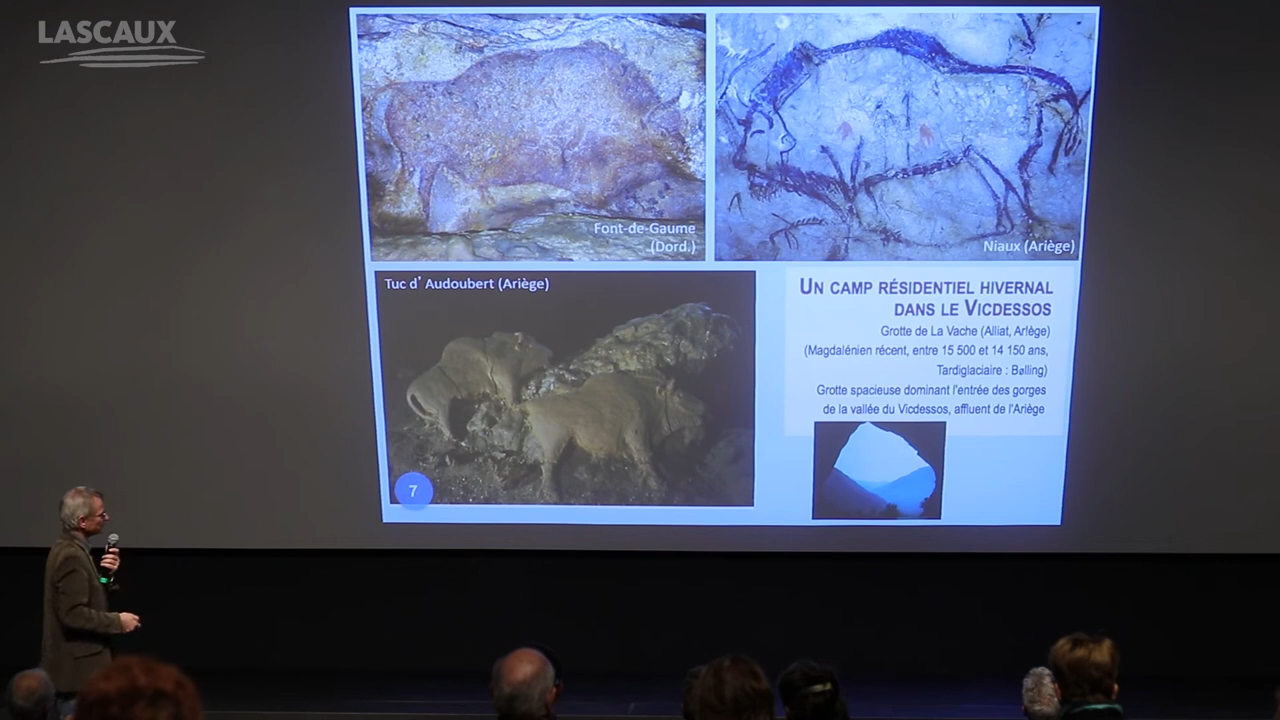 LASCAUX
Font-de-Gaume
(Dord.)
Niaux (Ariège)
Tuc d' Audoubert (Ariège)
7
UN CAMP RÉSIDENTIEL HIVERNAL
DANS LE VICDESSOS
Grotte de La Vache (Alliat, Ariège)
(Magdalénien récent, entre 15 500 et 14 150 ans,
Tardiglaciaire : Bølling)
Grotte spacieuse dominant l'entrée des gorges
de la vallée du Vicdessos, affluent de l'Ariège